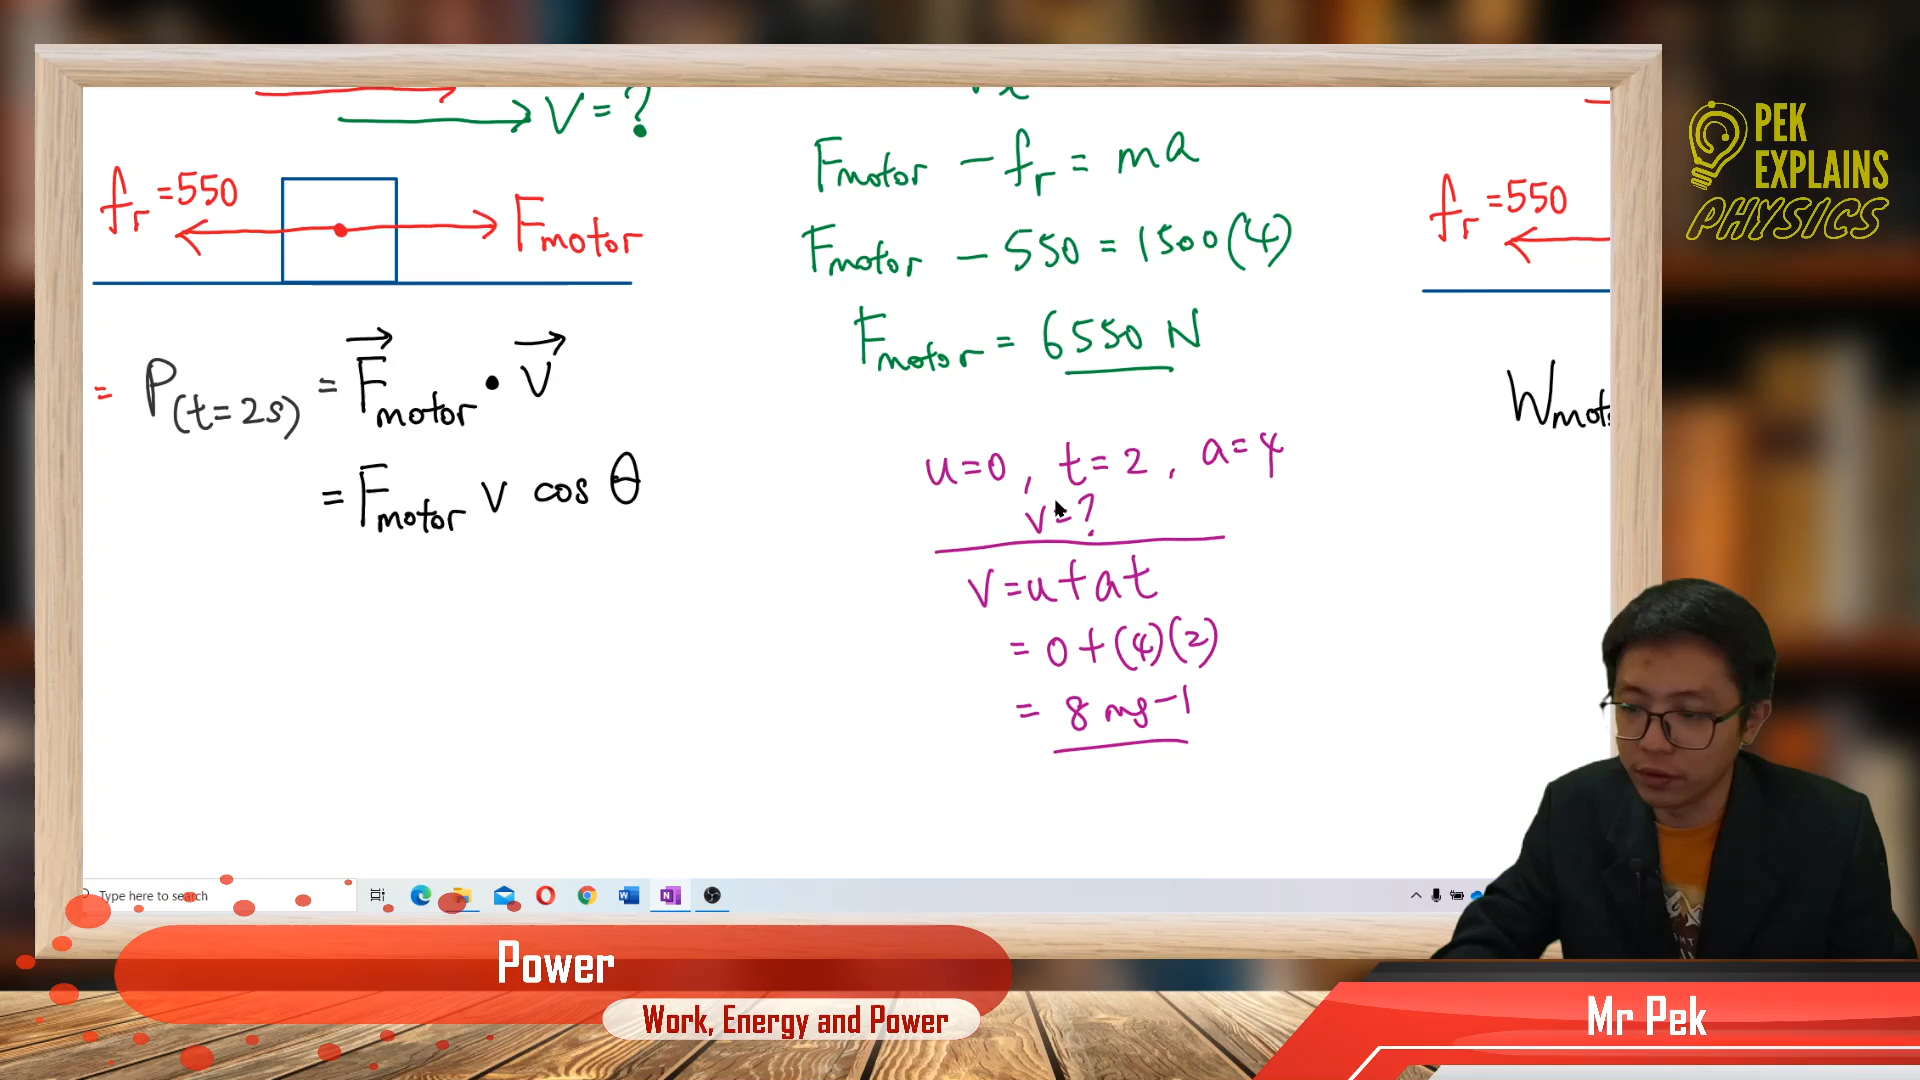 V = ?
fr = 550
Fmotor
= P(t=2s) = Fmotor • v
= Fmotor v cos θ
Fmotor - fr = ma
Fmotor - 550 = 1500(4)
Fmotor = 6550 N
u=0, t=2, a=4
v=?
v = u+at
= 0+(4)(2)
= 8 ms-1
fr = 550
Wmot
PEK
EXPLAINS
PHYSICS
Type here to search
Power
Work, Energy and Power
Mr Pek